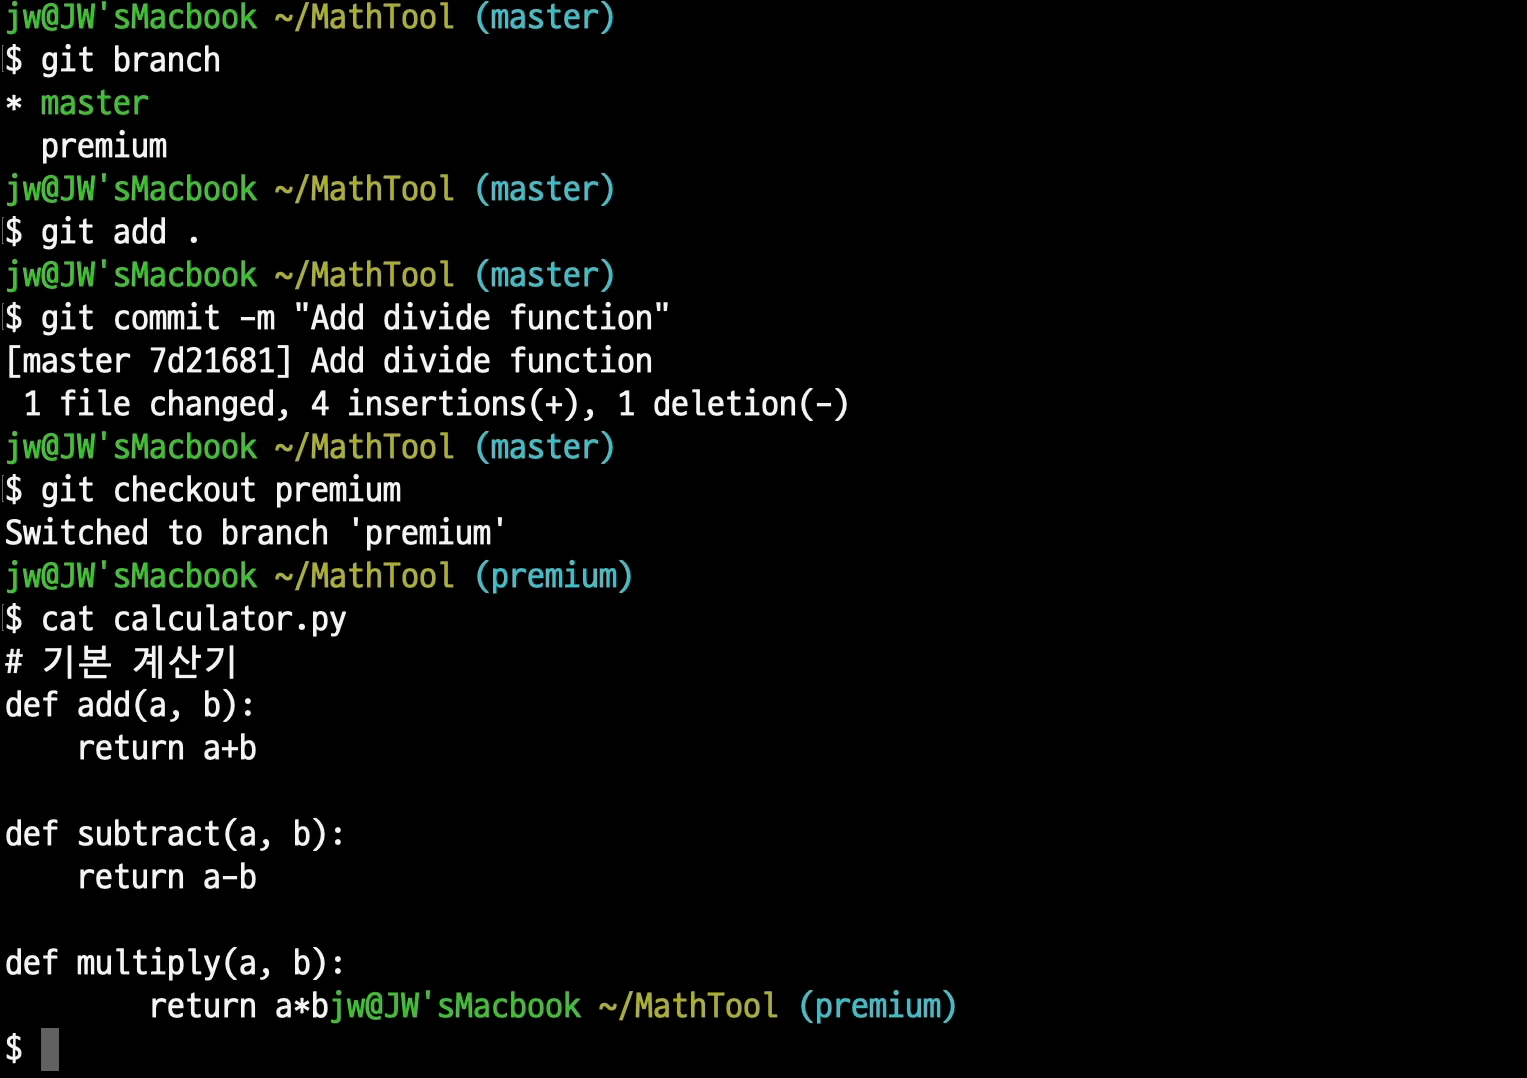 jw@JW'sMacbook ~/MathTool (master)
$ git branch
* master
  premium
jw@JW'sMacbook ~/MathTool (master)
$ git add .
jw@JW'sMacbook ~/MathTool (master)
$ git commit -m "Add divide function"
[master 7d21681] Add divide function
 1 file changed, 4 insertions(+), 1 deletion(-)
jw@JW'sMacbook ~/MathTool (master)
$ git checkout premium
Switched to branch 'premium'
jw@JW'sMacbook ~/MathTool (premium)
$ cat calculator.py
# 기본 계산기
def add(a, b):
    return a+b

def subtract(a, b):
    return a-b

def multiply(a, b):
        return a*bjw@JW'sMacbook ~/MathTool (premium)
$